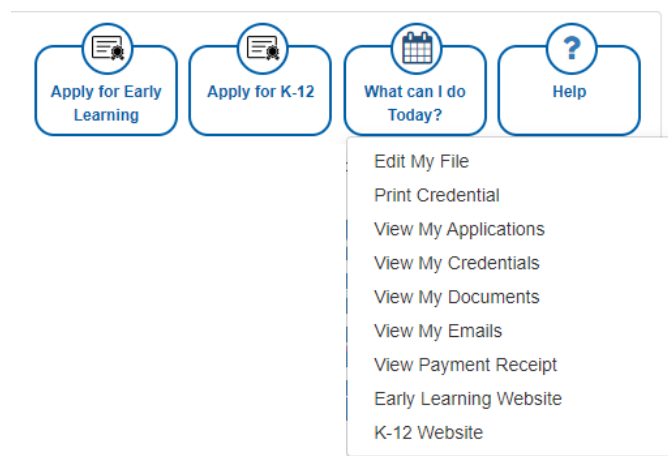 Apply for Early
Learning
Apply for K-12
What can I do
Today?
?
Help
Edit My File
Print Credential
View My Applications
View My Credentials
View My Documents
View My Emails
View Payment Receipt
Early Learning Website
K-12 Website